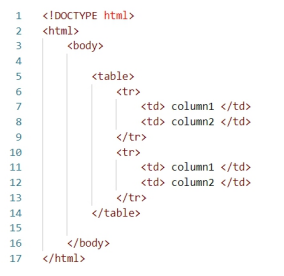 1 <!DOCTYPE html>
2 <html>
3 <body>
4
5 <table>
6 <tr>
7 <td> column1 </td>
8 <td> column2 </td>
9 </tr>
10 <tr>
11 <td> column1 </td>
12 <td> column2 </td>
13 </tr>
14 </table>
15
16 </body>
17 </html>